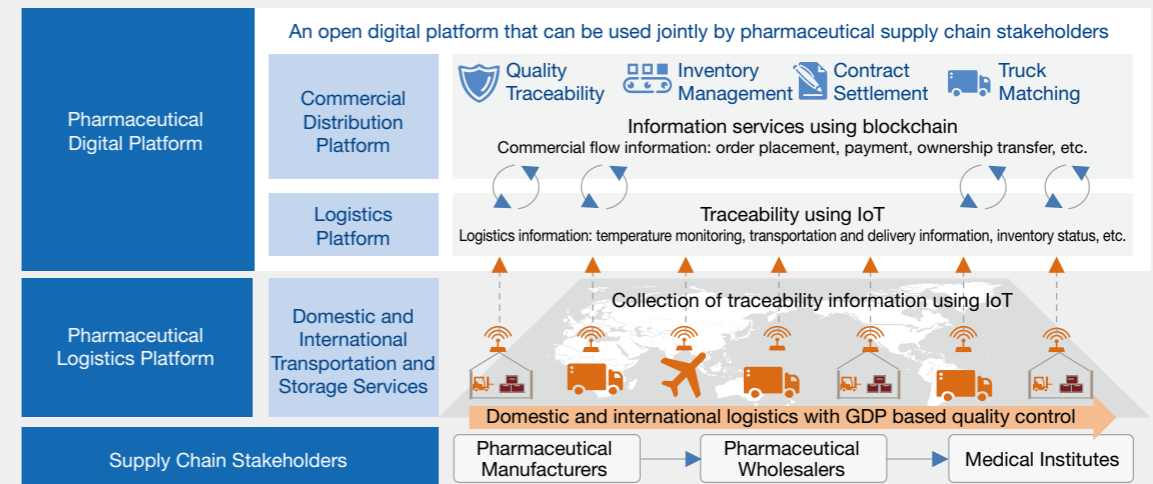 An open digital platform that can be used jointly by pharmaceutical supply chain stakeholders
Pharmaceutical
Digital Platform
Commercial
Distribution
Platform
Quality
Traceability
Inventory
Management
Contract
Settlement
Truck
Matching
Information services using blockchain
Commercial flow information: order placement, payment, ownership transfer, etc.
Logistics
Platform
Traceability using IoT
Logistics information: temperature monitoring, transportation and delivery information, inventory status, etc.
Pharmaceutical
Logistics Platform
Domestic and
International
Transportation and
Storage Services
Collection of traceability information using IoT
Domestic and international logistics with GDP based quality control
Supply Chain Stakeholders
Pharmaceutical
Manufacturers
Pharmaceutical
Wholesalers
Medical Institutes